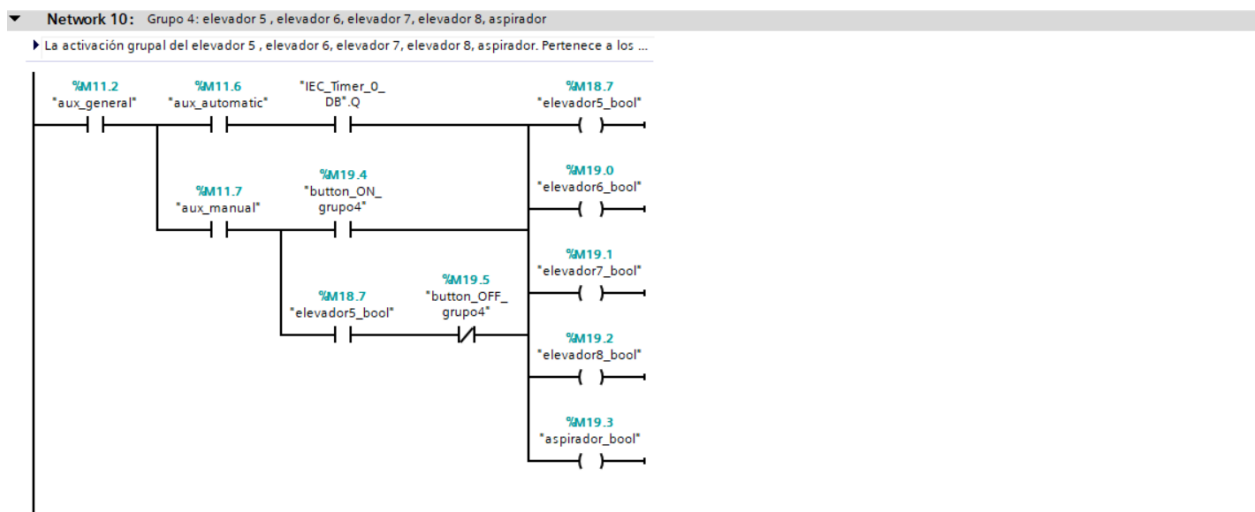 Network 10: Grupo 4: elevador 5 , elevador 6, elevador 7, elevador 8, aspirador
La activación grupal del elevador 5 , elevador 6, elevador 7, elevador 8, aspirador. Pertenece a los ...
%M11.2
"aux_general"
%M11.6
"aux_automatic"
"IEC_Timer_0_
DB".Q
%M18.7
"elevador5_bool"
%M19.0
"elevador6_bool"
%M11.7
"aux_manual"
%M19.4
"button_ON_
grupo4"
%M19.1
"elevador7_bool"
%M18.7
"elevador5_bool"
%M19.5
"button_OFF_
grupo4"
%M19.2
"elevador8_bool"
%M19.3
"aspirador_bool"